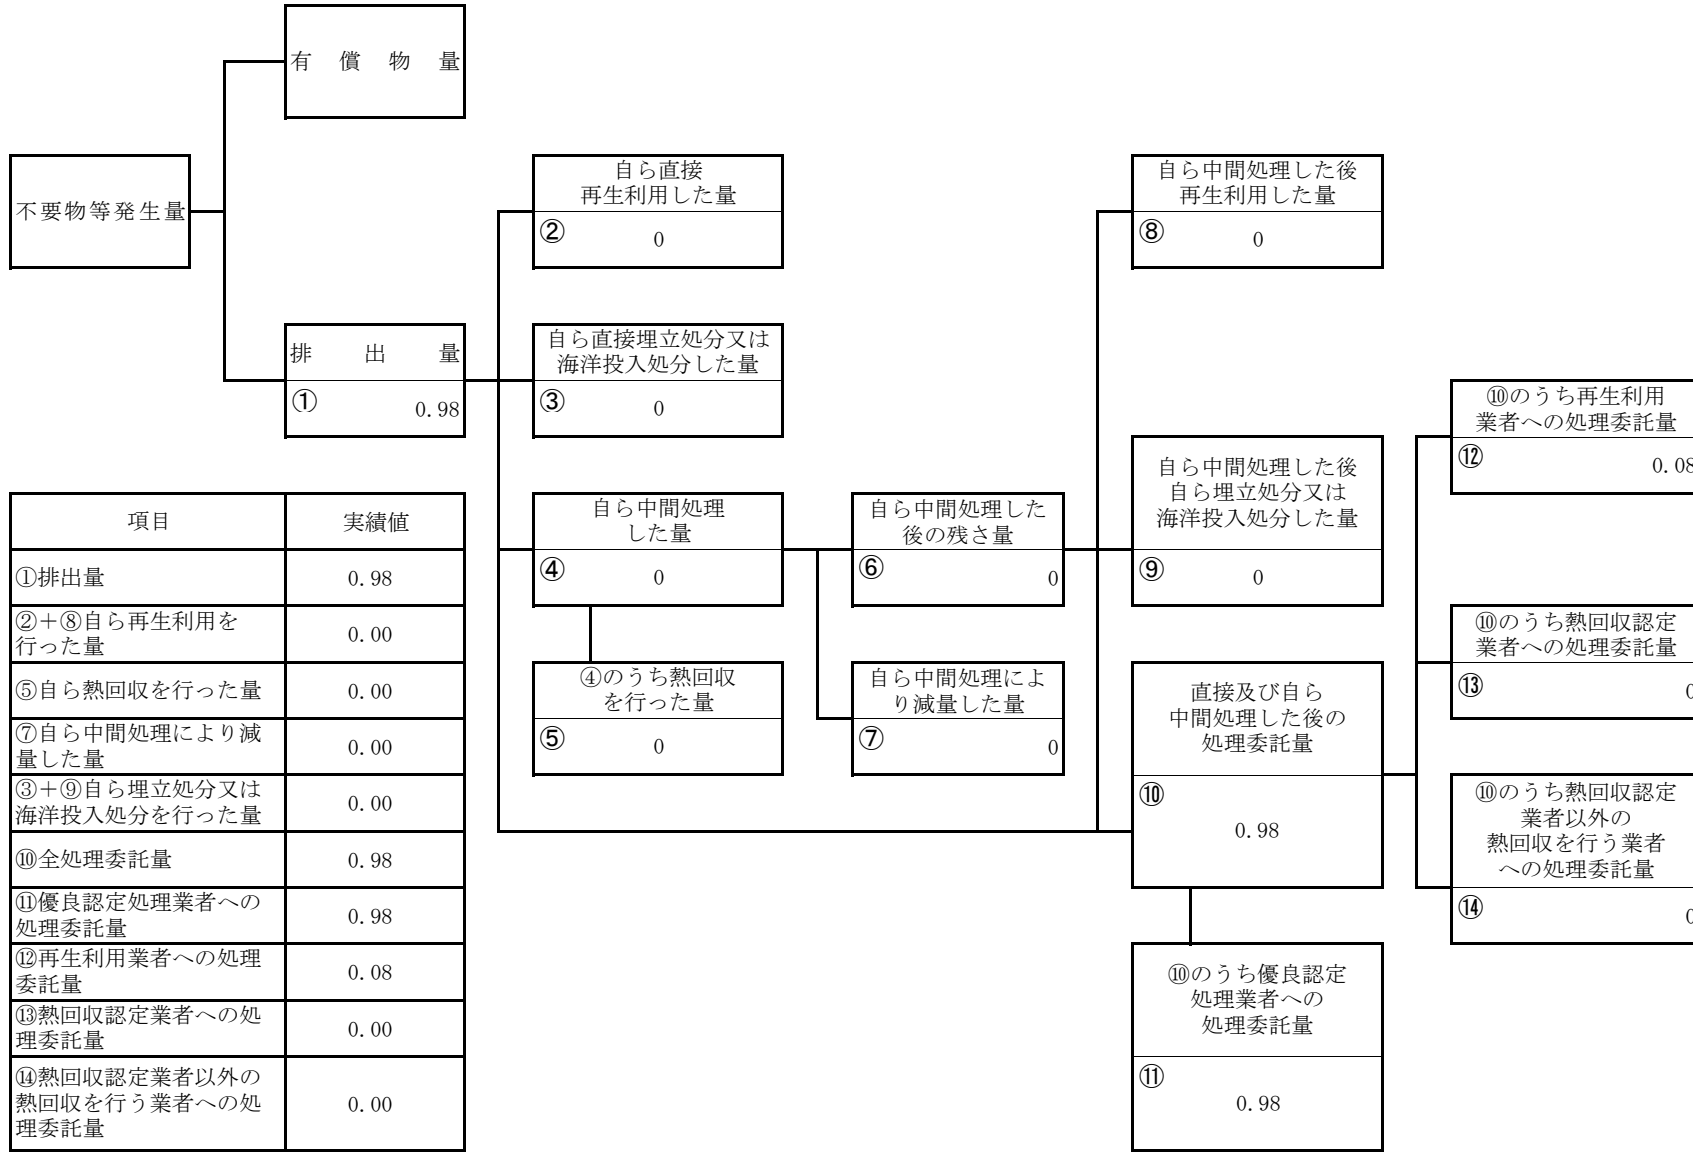 有償物量
不要物等発生量
排出量
①
0.98
自ら直接
再生利用した量
②
0
自ら直接埋立処分又は
海洋投入処分した量
③
0
自ら中間処理
した量
④
0
④のうち熱回収
を行った量
⑤
0
自ら中間処理した
後の残さ量
⑥
0
自ら中間処理によ
り減量した量
⑦
0
自ら中間処理した後
再生利用した量
⑧
0
自ら中間処理した後
自ら埋立処分又は
海洋投入処分した量
⑨
0
直接及び自ら
中間処理した後の
処理委託量
⑩
0.98
⑩のうち優良認定
処理業者への
処理委託量
⑪
0.98
⑩のうち再生利用
業者への処理委託量
⑫
0.08
⑩のうち熱回収認定
業者への処理委託量
⑬
0
⑩のうち熱回収認定
業者以外の
熱回収を行う業者
への処理委託量
⑭
0
項目 実績値
①排出量 0.98
②+⑧自ら再生利用を
行った量 0.00
⑤自ら熱回収を行った量 0.00
⑦自ら中間処理により減
量した量 0.00
③+⑨自ら埋立処分又は
海洋投入処分を行った量 0.00
⑩全処理委託量 0.98
⑪優良認定処理業者への
処理委託量 0.98
⑫再生利用業者への処理
委託量 0.08
⑬熱回収認定業者への処
理委託量 0.00
⑭熱回収認定業者以外の
熱回収を行う業者への処
理委託量 0.00